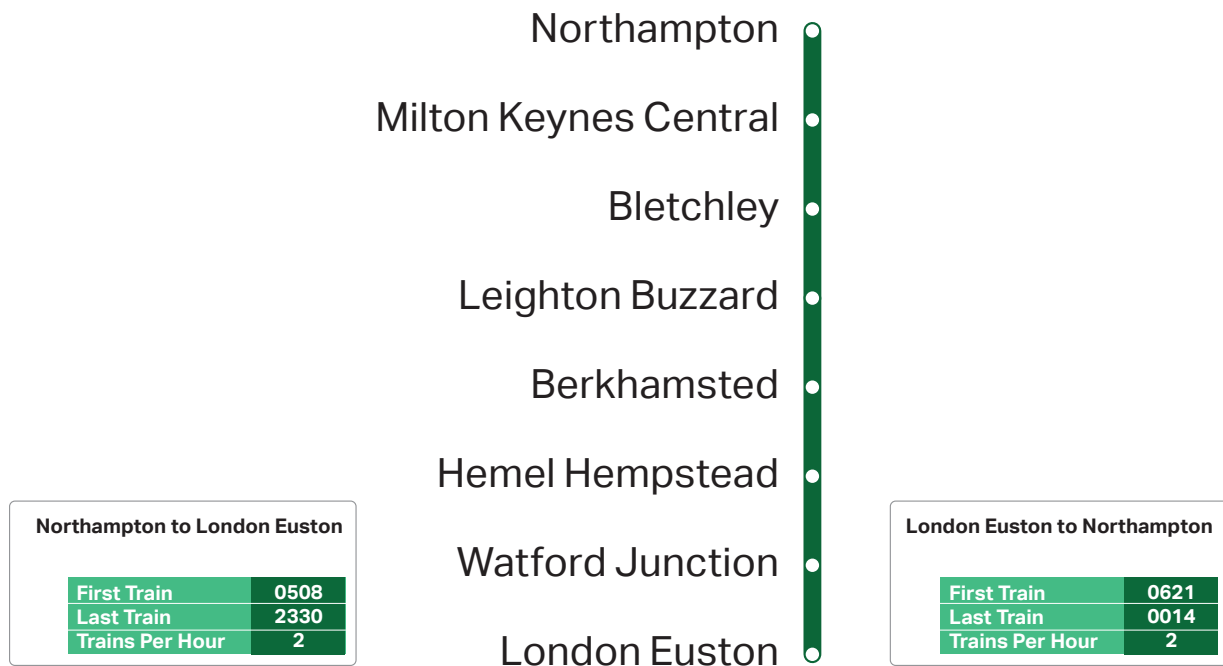 Northampton
Milton Keynes Central
Bletchley
Leighton Buzzard
Berkhamsted
Hemel Hempstead
Watford Junction
London Euston
Northampton to London Euston
First Train 0508
Last Train 2330
Trains Per Hour 2
London Euston to Northampton
First Train 0621
Last Train 0014
Trains Per Hour 2